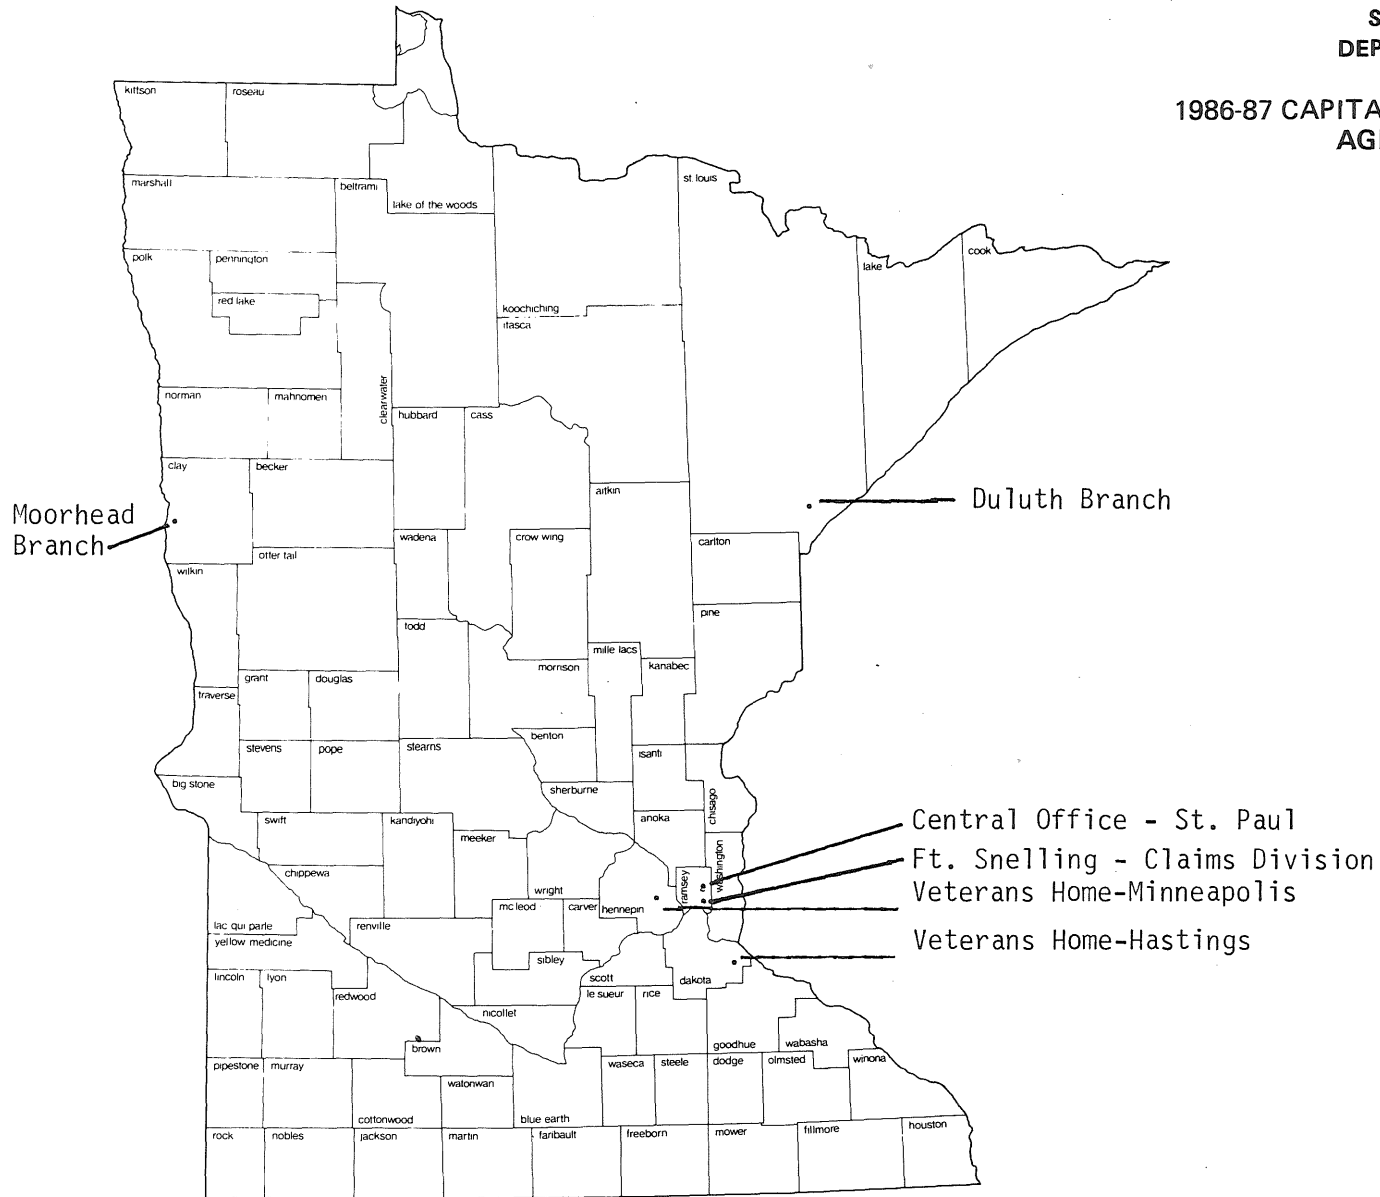 S
DEP
1986-87 CAPITA
AG
kittson
roseau
marshall
beltrami
lake of the woods
st. louis
polk
pennington
red lake
koochiching
itasca
lake
cook
norman
mahnomen
clearwater
hubbard
cass
clay
becker
aitkin
Moorhead
Branch
Duluth Branch
wadena
crow wing
carlton
otter tail
wilkin
pine
todd
mille lacs
morrison
kanabec
grant
douglas
traverse
stevens
pope
stearns
benton
isanti
big stone
sherburne
chisago
swift
kandiyohi
meeker
anoka
washington
Central Office - St. Paul
Ft. Snelling - Claims Division
chippewa
wright
ramsey
Veterans Home-Minneapolis
mc leod
carver
hennepin
lac qui parle
renville
yellow medicine
Veterans Home-Hastings
sibley
scott
dakota
lincoln
lyon
redwood
le sueur
rice
nicollet
brown
goodhue
wabasha
pipestone
murray
waseca
steele
dodge
olmsted
winona
watonwan
cottonwood
blue earth
rock
nobles
jackson
martin
faribault
freeborn
mower
fillmore
houston